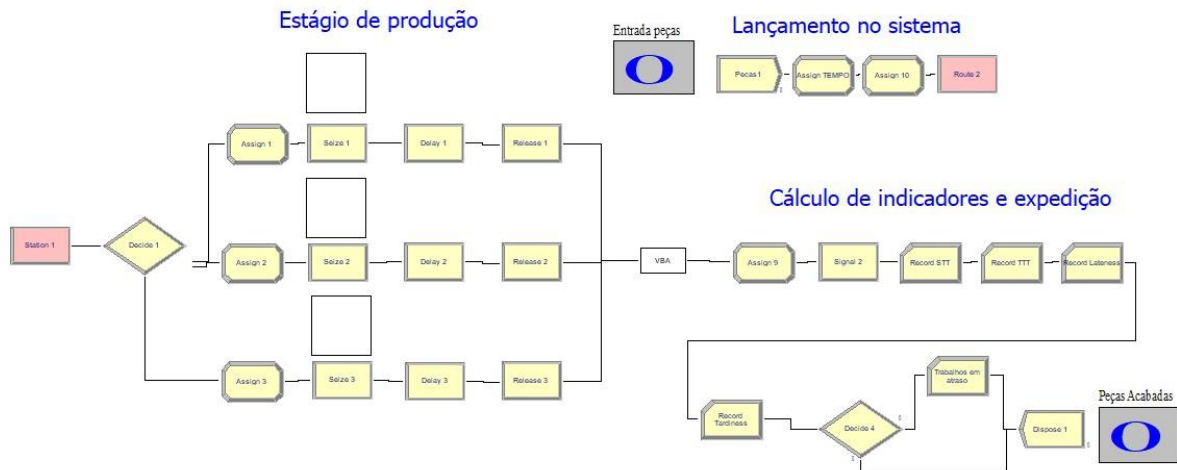 Estágio de produção
Lançamento no sistema
Entrada peças
O
Pecas1
Assign TEMPO
Assign 10
Route 2
Assign 1
Seize 1
Delay 1
Release 1
Cálculo de indicadores e expedição
Station 1
Decide 1
Assign 2
Seize 2
Delay 2
Release 2
VBA
Assign 9
Signal 2
Record STT
Record TTT
Record Lateness
Assign 3
Seize 3
Delay 3
Release 3
Trabalhos em
atraso
Peças Acabadas
Record
Tardiness
Decide 4
Dispose 1
O